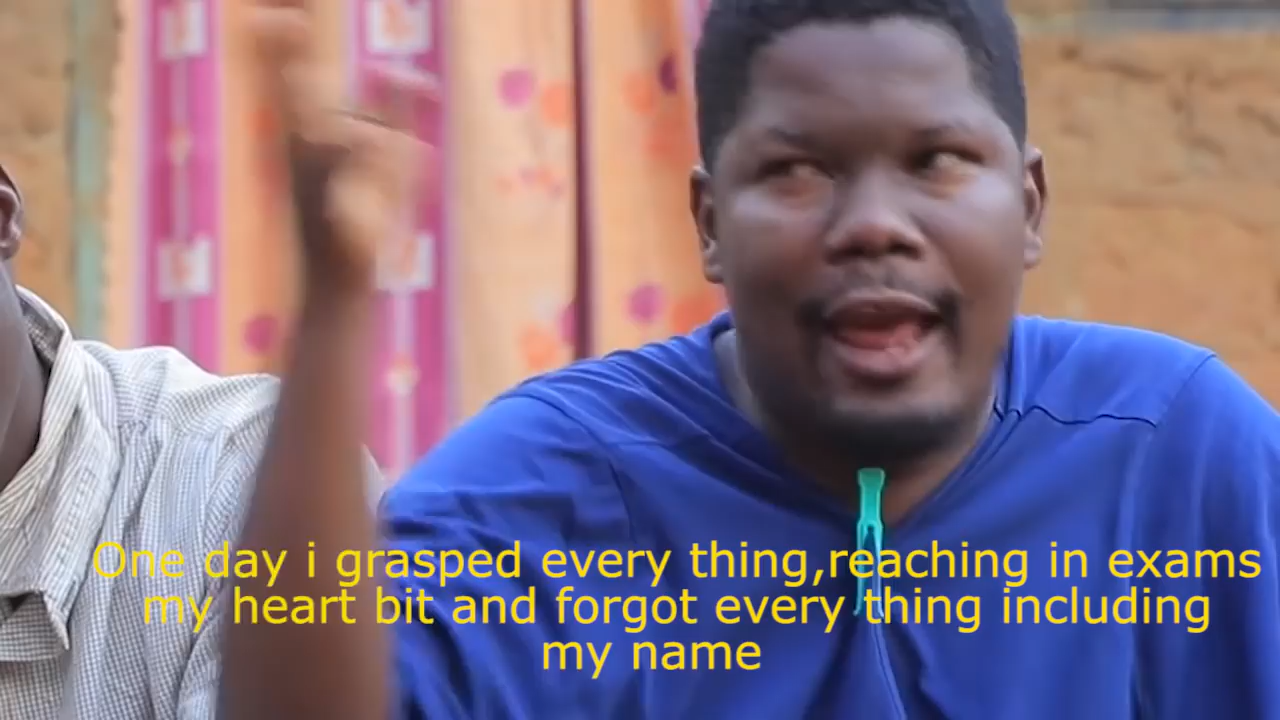 One day i grasped every thing,reaching in exams
my heart bit and forgot every thing including
my name